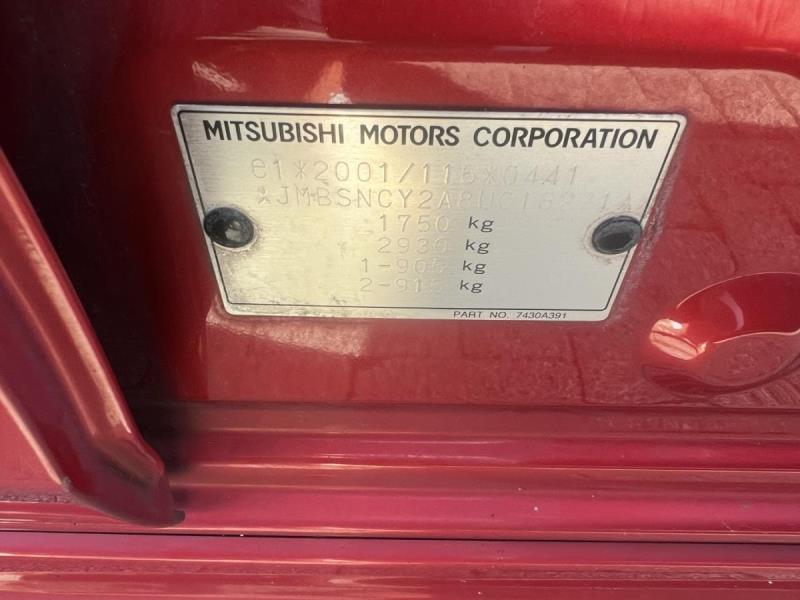 MITSUBISHI MOTORS CORPORATION
e1*2001/116*0441
1750 kg
2930 kg
1-905 kg
2-915 kg
PART NO. 7430A391